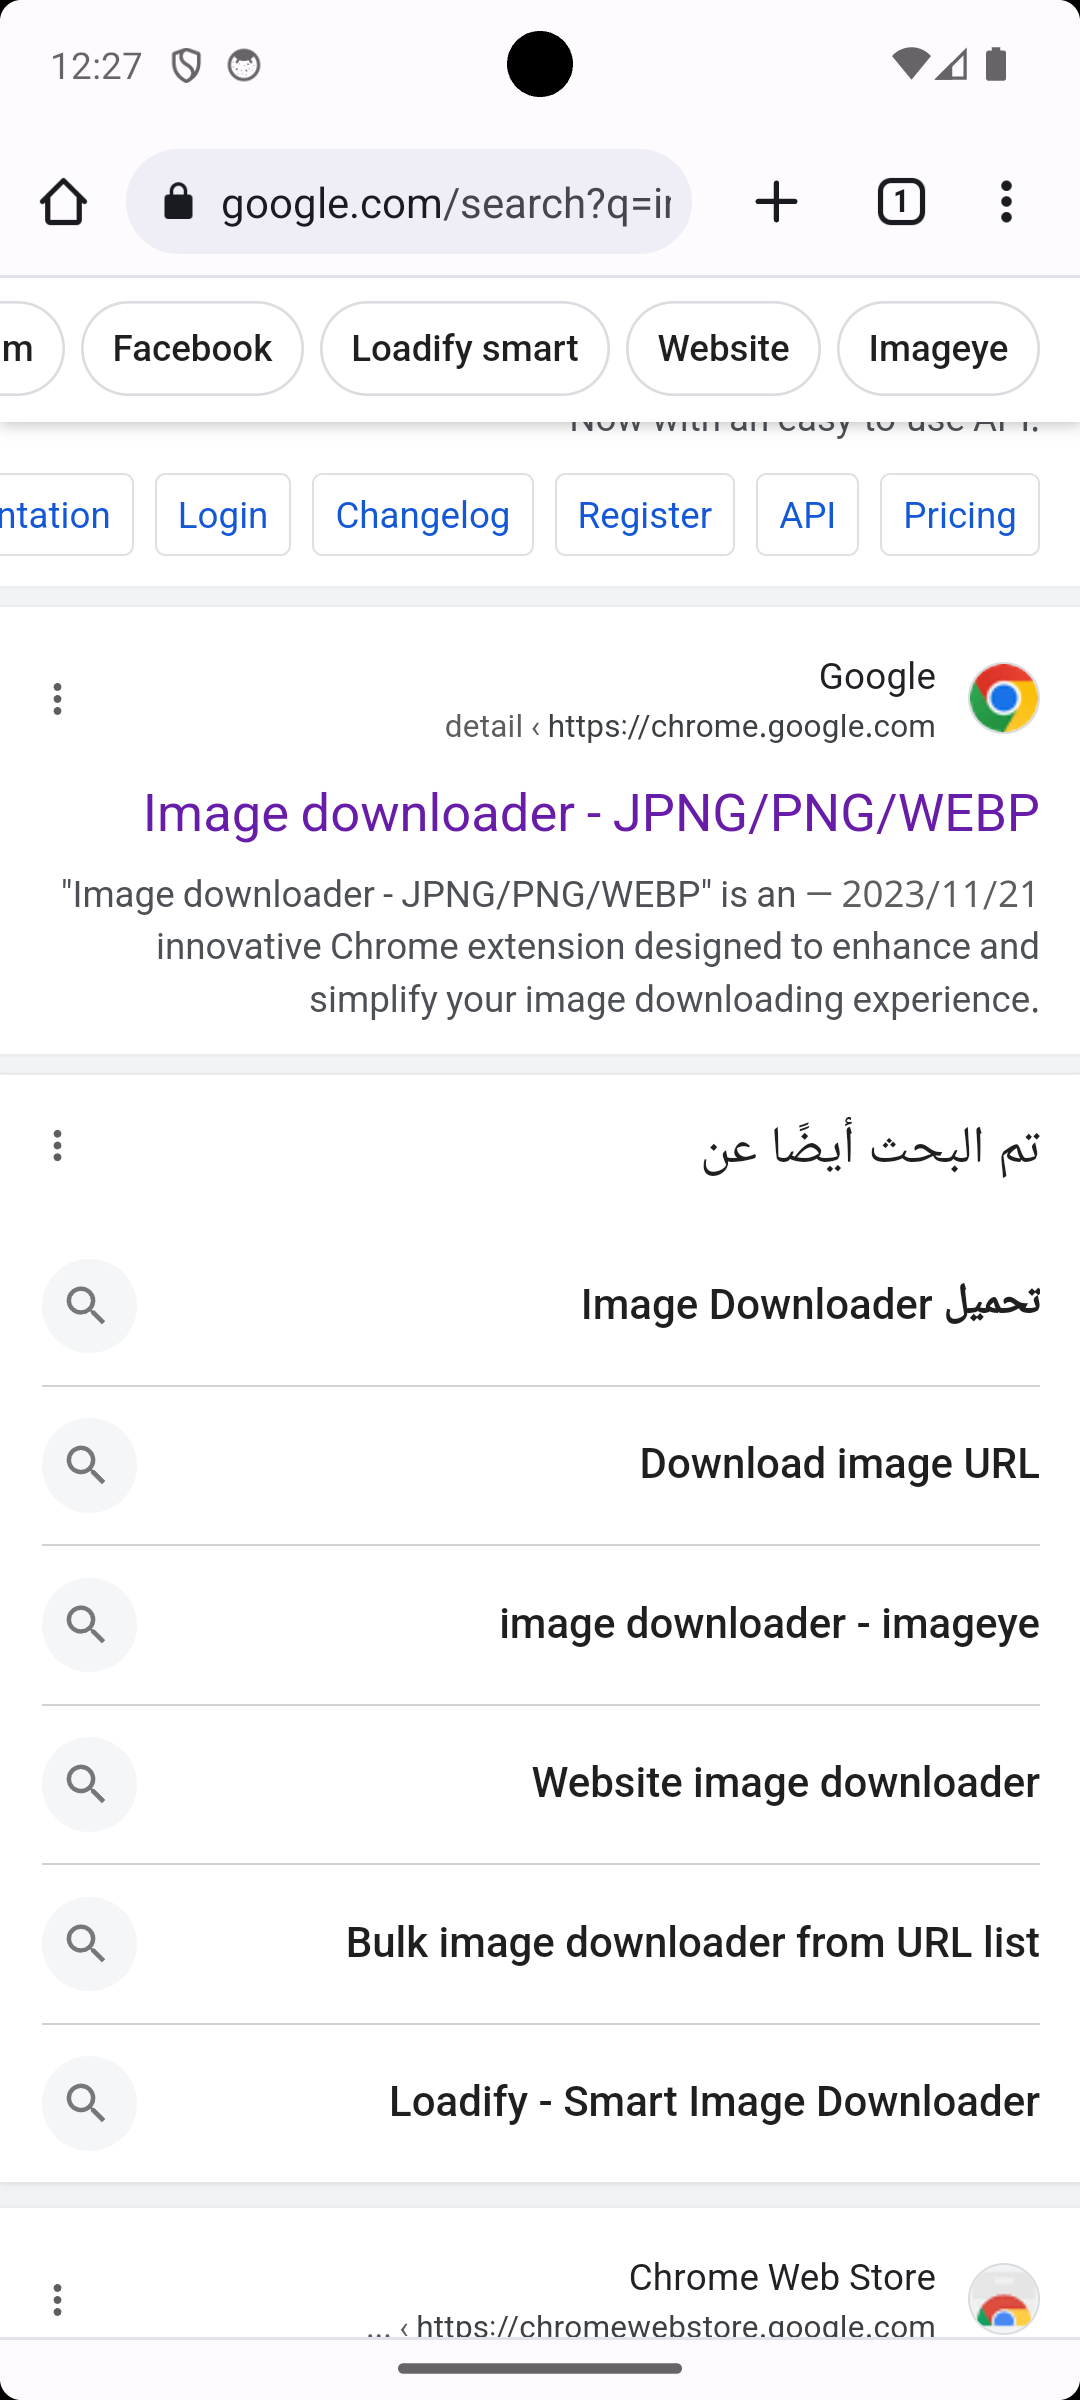 12:27
google.com/search?q=
m
Facebook
Loadify smart
Website
Imageye
Now with an easy to use API.
ntation
Login
Changelog
Register
API
Pricing
Google
detail ‹ https://chrome.google.com
Image downloader - JPNG/PNG/WEBP
"Image downloader - JPNG/PNG/WEBP" is an — 2023/11/21
innovative Chrome extension designed to enhance and
simplify your image downloading experience.
تم البحث أيضًا عن
Image Downloader تحميل
Download image URL
image downloader - imageye
Website image downloader
Bulk image downloader from URL list
Loadify - Smart Image Downloader
Chrome Web Store
... ‹ https://chromewebstore.google.com